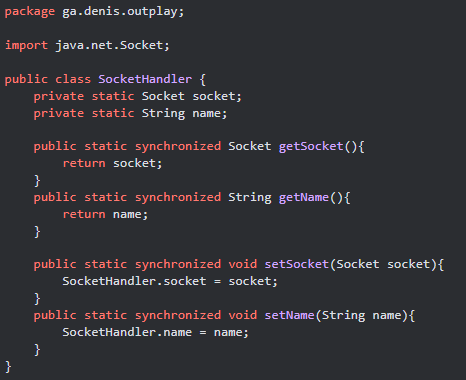 package ga.denis.outplay;

import java.net.Socket;

public class SocketHandler {
    private static Socket socket;
    private static String name;

    public static synchronized Socket getSocket(){
        return socket;
    }
    public static synchronized String getName(){
        return name;
    }

    public static synchronized void setSocket(Socket socket){
        SocketHandler.socket = socket;
    }
    public static synchronized void setName(String name){
        SocketHandler.name = name;
    }
}